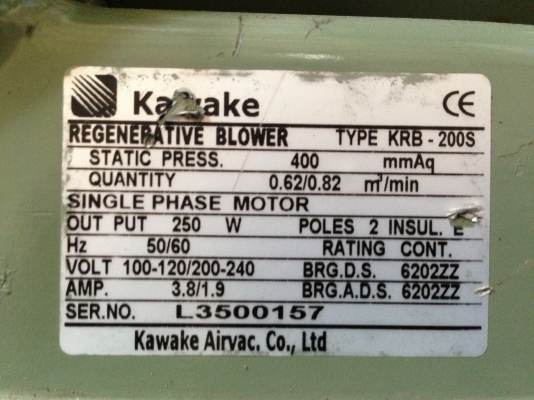 Kawake CE
REGENERATIVE BLOWER TYPE KRB - 200S
STATIC PRESS. 400 mmAq
QUANTITY 0.62/0.82 m³/min
SINGLE PHASE MOTOR
OUT PUT 250 W POLES 2 INSUL. E
Hz 50/60 RATING CONT.
VOLT 100-120/200-240 BRG.D.S. 6202ZZ
AMP. 3.8/1.9 BRG.A.D.S. 6202ZZ
SER.NO. L3500157
Kawake Airvac. Co., Ltd